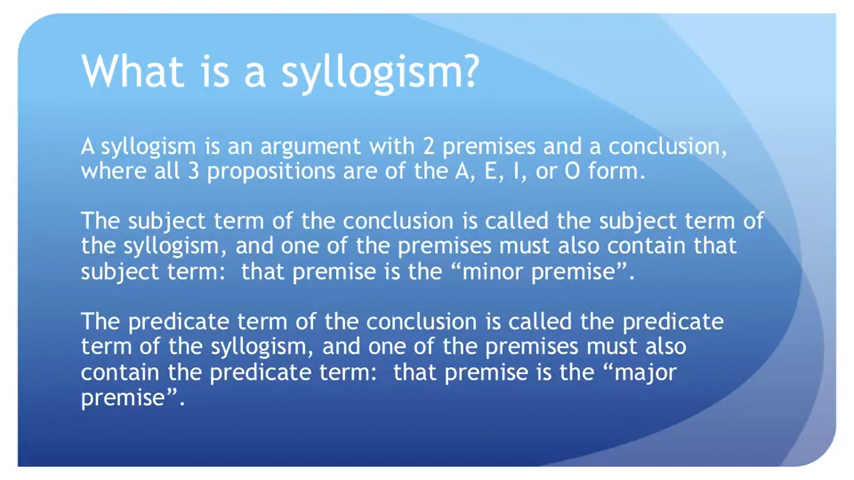 What is a syllogism?
A syllogism is an argument with 2 premises and a conclusion,
where all 3 propositions are of the A, E, I, or O form.
The subject term of the conclusion is called the subject term of
the syllogism, and one of the premises must also contain that
subject term:  that premise is the “minor premise”.
The predicate term of the conclusion is called the predicate
term of the syllogism, and one of the premises must also
contain the predicate term:  that premise is the “major
premise”.